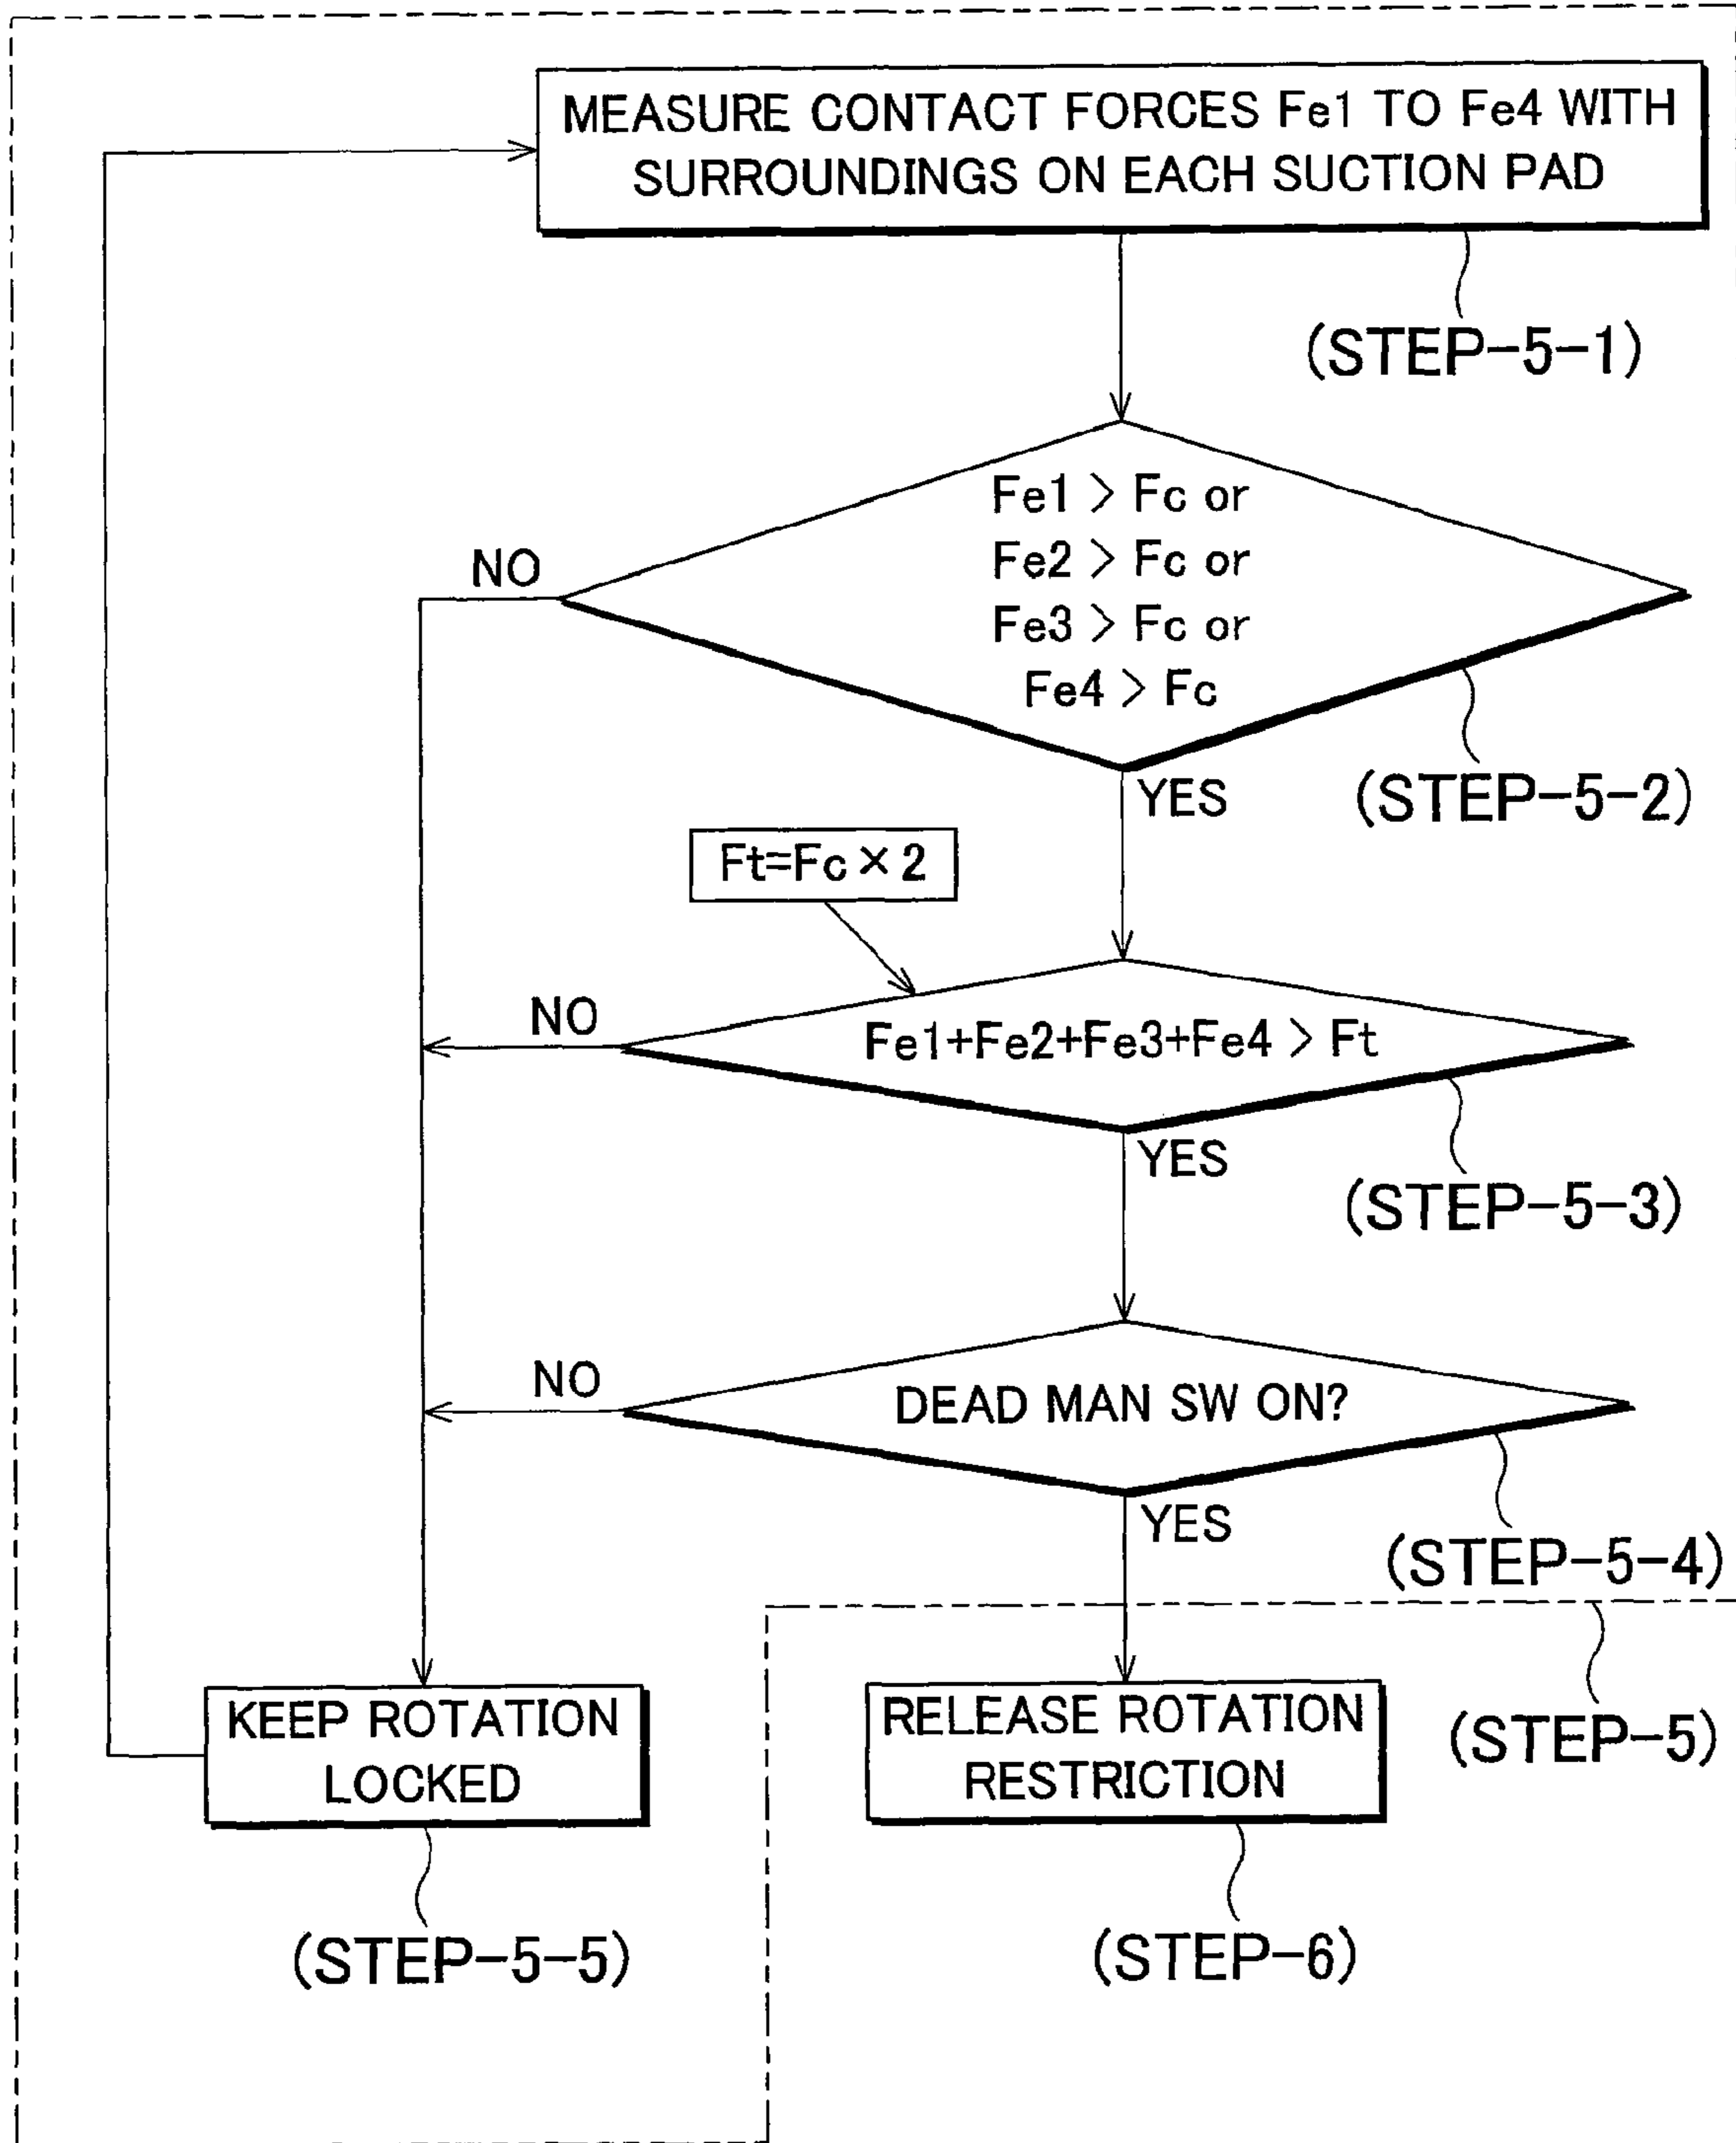 MEASURE CONTACT FORCES Fe1 TO Fe4 WITH
SURROUNDINGS ON EACH SUCTION PAD
(STEP-5-1)
Fe1 > Fc or
Fe2 > Fc or
Fe3 > Fc or
Fe4 > Fc
NO
YES
(STEP-5-2)
Ft=Fc×2
Fe1+Fe2+Fe3+Fe4 > Ft
NO
YES
(STEP-5-3)
DEAD MAN SW ON?
NO
YES
(STEP-5-4)
KEEP ROTATION
LOCKED
(STEP-5-5)
RELEASE ROTATION
RESTRICTION
(STEP-5)
(STEP-6)